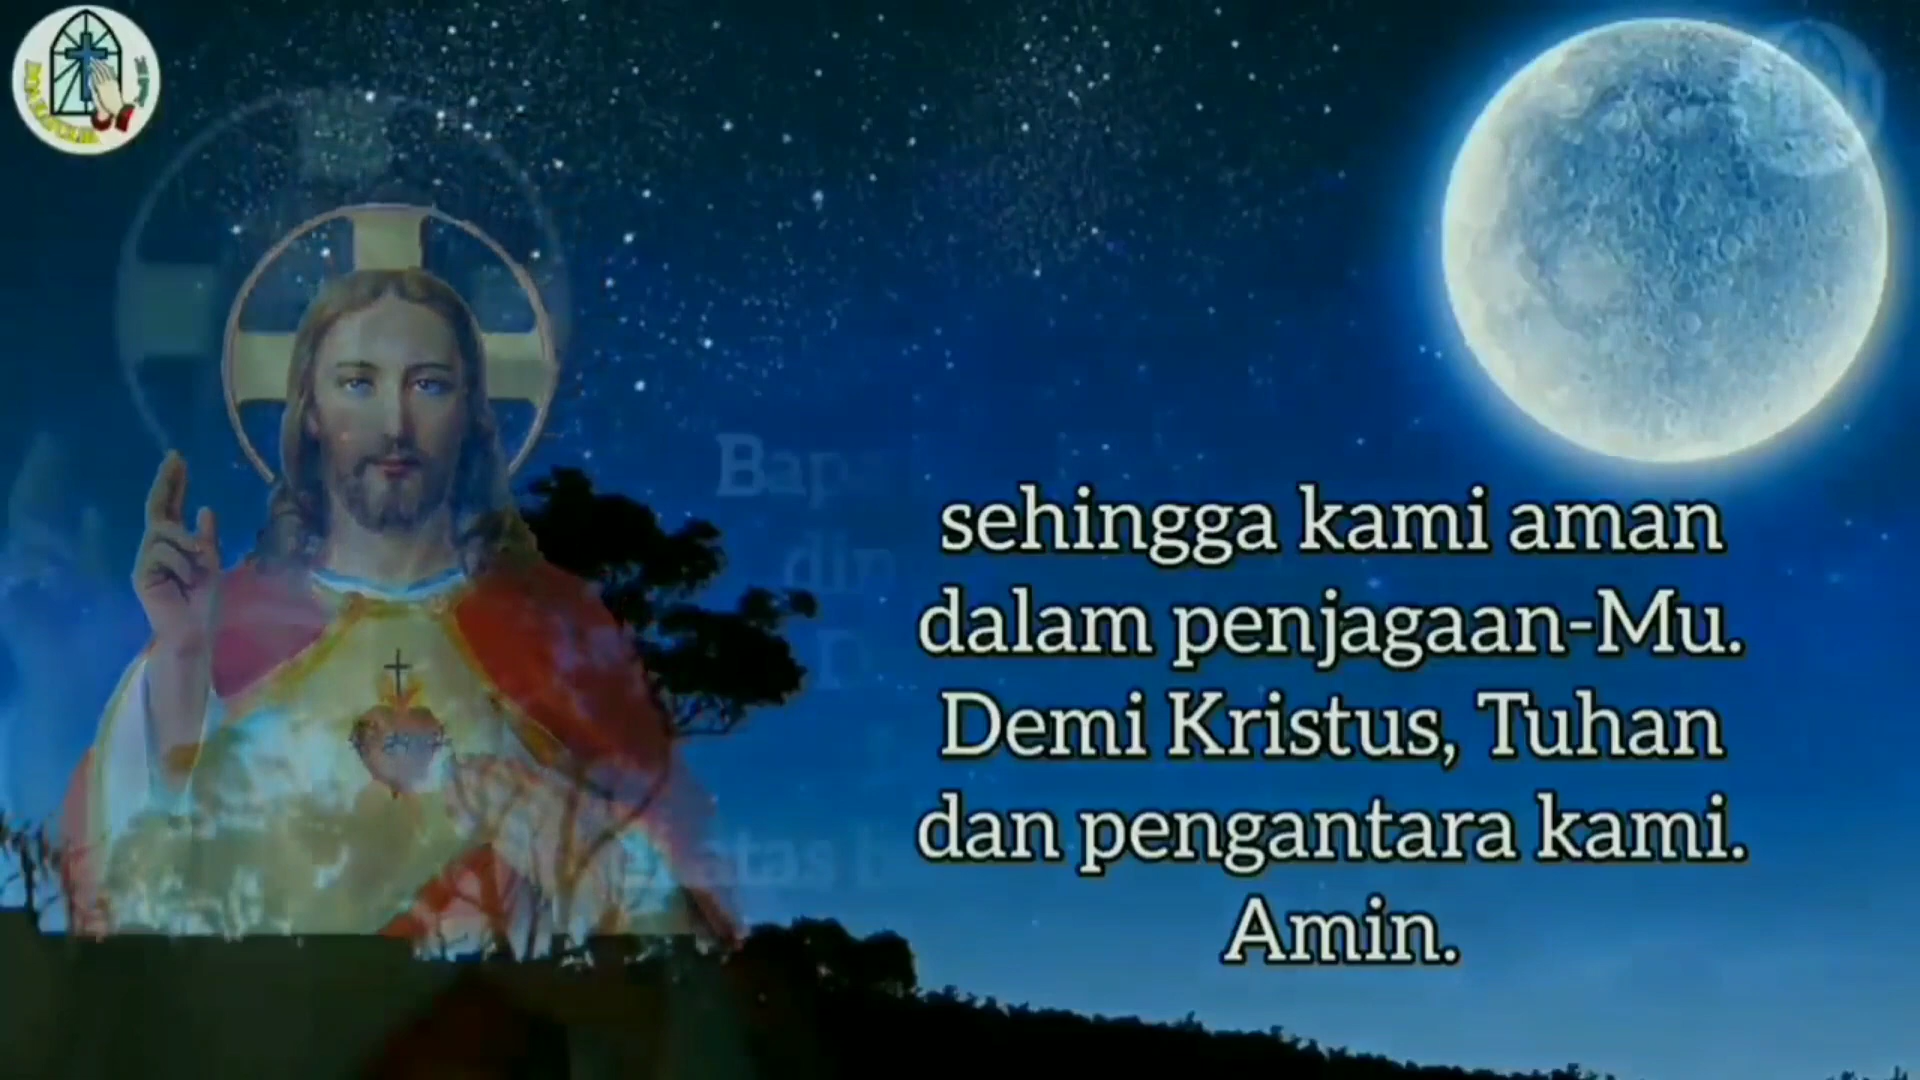 sehingga kami aman
dalam penjagaan-Mu.
Demi Kristus, Tuhan
dan pengantara kami.
Amin.